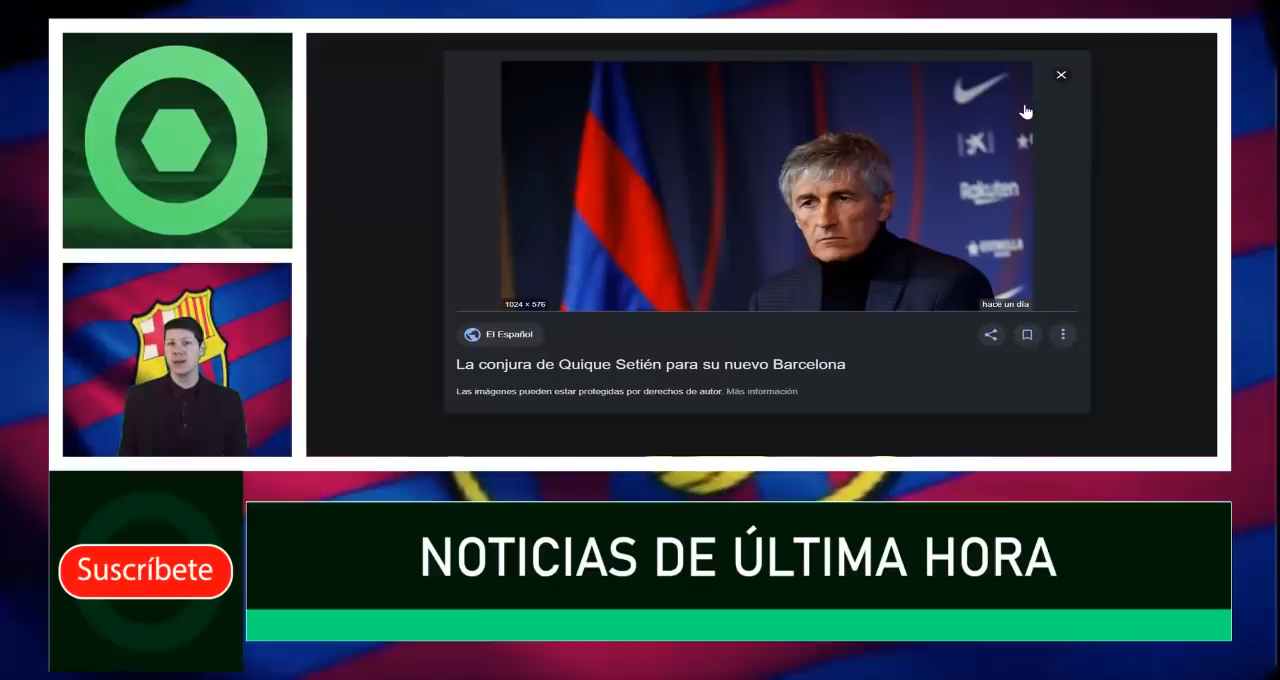 Rakuten
1024 × 576
hace un día
El Español
La conjura de Quique Setién para su nuevo Barcelona
Las imágenes pueden estar protegidas por derechos de autor. Más información
Suscríbete
NOTICIAS DE ÚLTIMA HORA